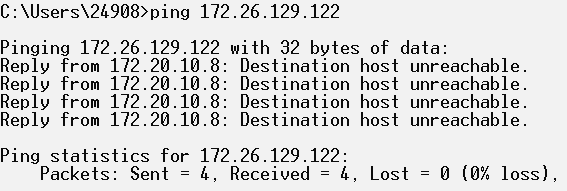 C:\Users\24908>ping 172.26.129.122
Pinging 172.26.129.122 with 32 bytes of data:
Reply from 172.20.10.8: Destination host unreachable.
Reply from 172.20.10.8: Destination host unreachable.
Reply from 172.20.10.8: Destination host unreachable.
Reply from 172.20.10.8: Destination host unreachable.
Ping statistics for 172.26.129.122:
    Packets: Sent = 4, Received = 4, Lost = 0 (0% loss),